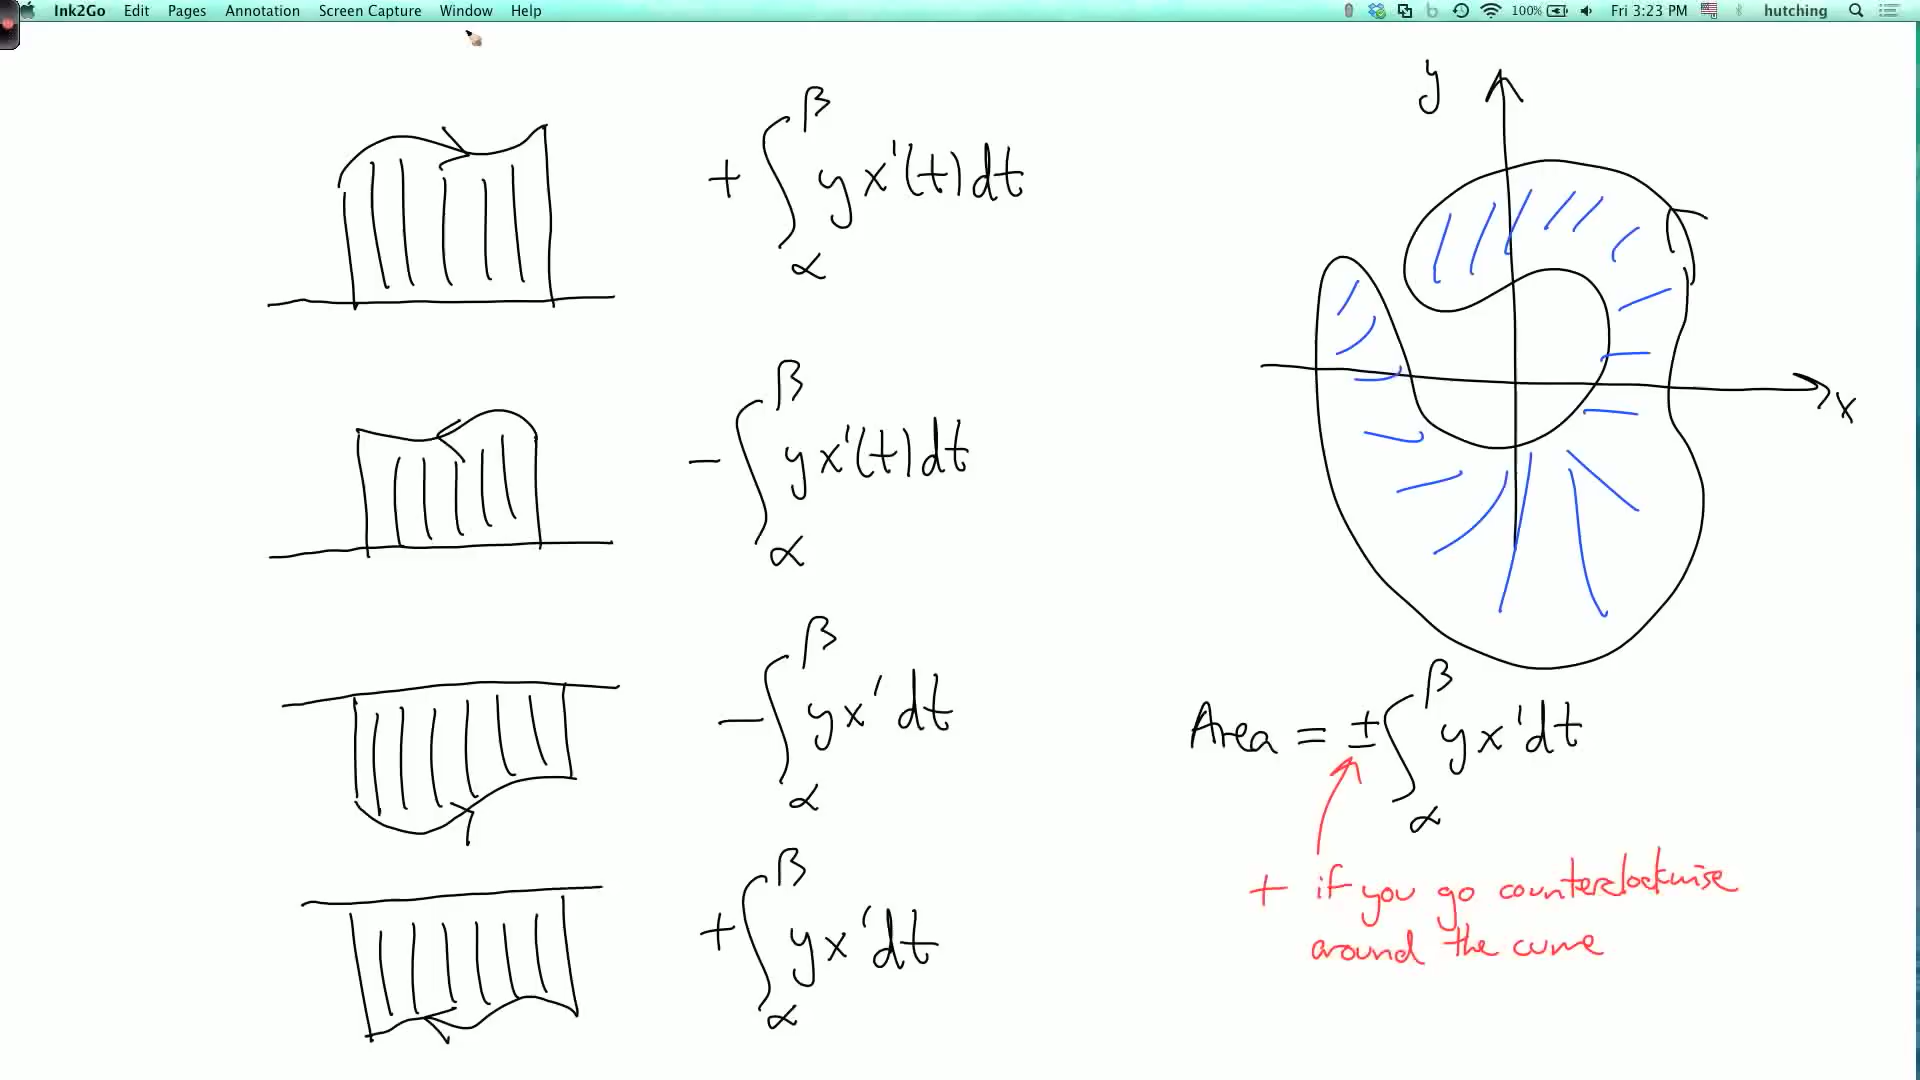 Ink2Go Edit Pages Annotation Screen Capture Window Help 100% Fri 3:23 PM hutching
+ ∫_α^β y x'(t) dt
- ∫_α^β y x'(t) dt
- ∫_α^β y x' dt
+ ∫_α^β y x' dt
y
x
Area = ± ∫_α^β y x' dt
+ if you go counterclockwise
around the curve